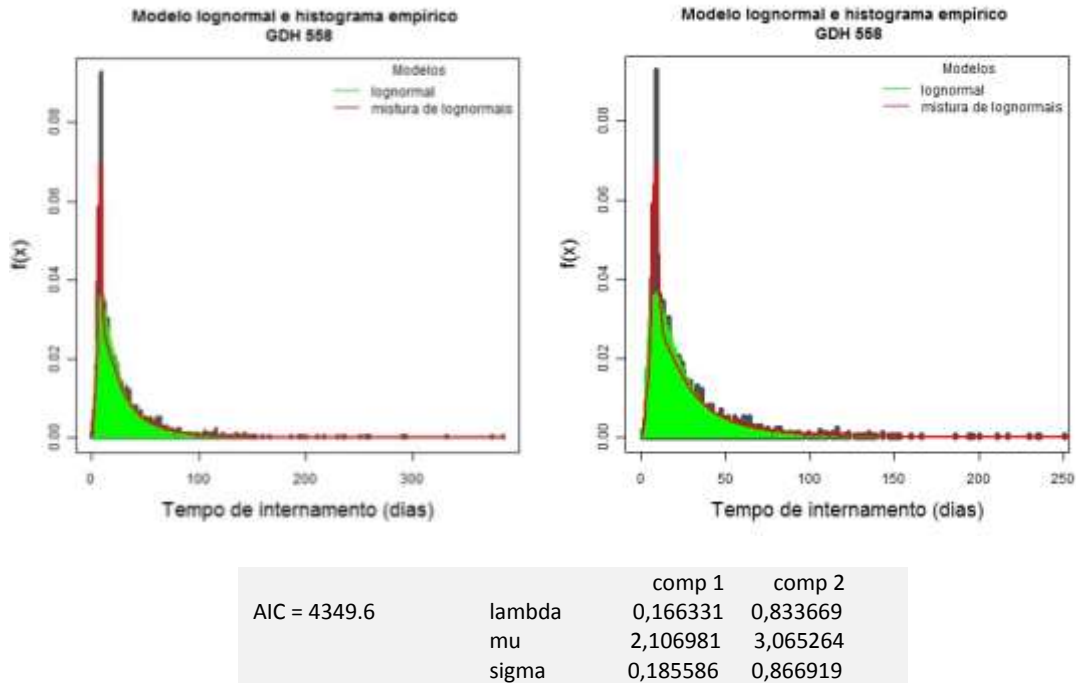 Modelo lognormal e histograma empírico
GDH 558
Modelos
lognormal
mistura de lognormais
f(x)
0.00 0.02 0.04 0.06 0.08
0 100 200 300
Tempo de internamento (dias)
Modelo lognormal e histograma empírico
GDH 558
Modelos
lognormal
mistura de lognormais
f(x)
0.00 0.02 0.04 0.06 0.08
0 50 100 150 200 250
Tempo de internamento (dias)
comp 1 comp 2
AIC = 4349.6 lambda 0,166331 0,833669
mu 2,106981 3,065264
sigma 0,185586 0,866919